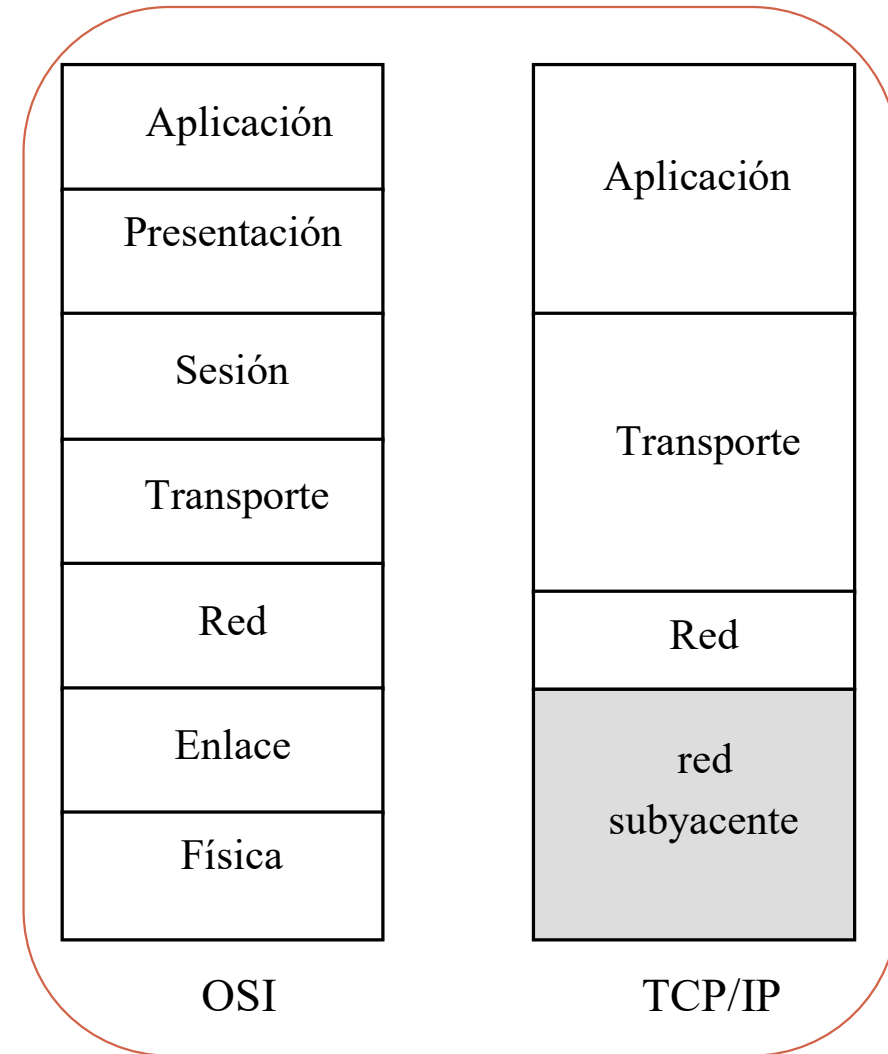 Aplicación
Presentación
Sesión
Transporte
Red
Enlace
Física
OSI
Aplicación
Transporte
Red
red
subyacente
TCP/IP